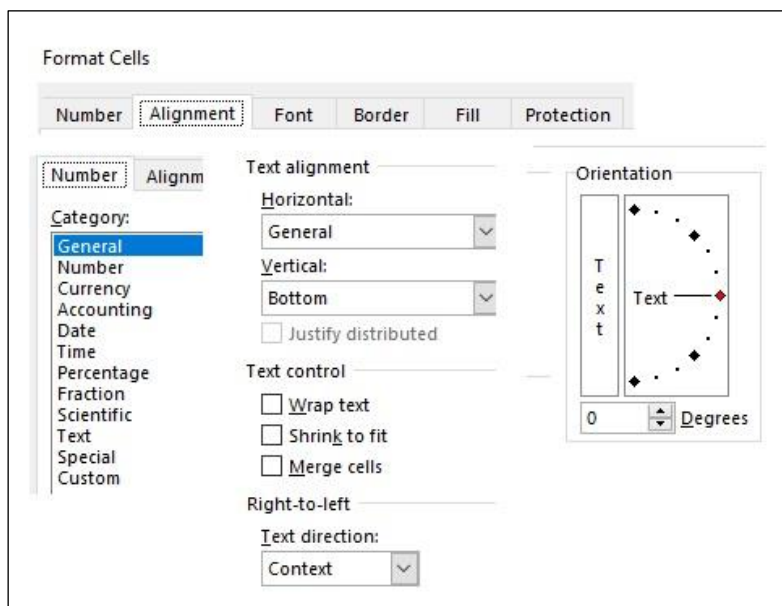 Format Cells
Number Alignment Font Border Fill Protection
Number Alignm
Category:
General
Number
Currency
Accounting
Date
Time
Percentage
Fraction
Scientific
Text
Special
Custom
Text alignment
Horizontal:
General
Vertical:
Bottom
Justify distributed
Text control
Wrap text
Shrink to fit
Merge cells
Right-to-left
Text direction:
Context
Orientation
Text
Text
0 Degrees